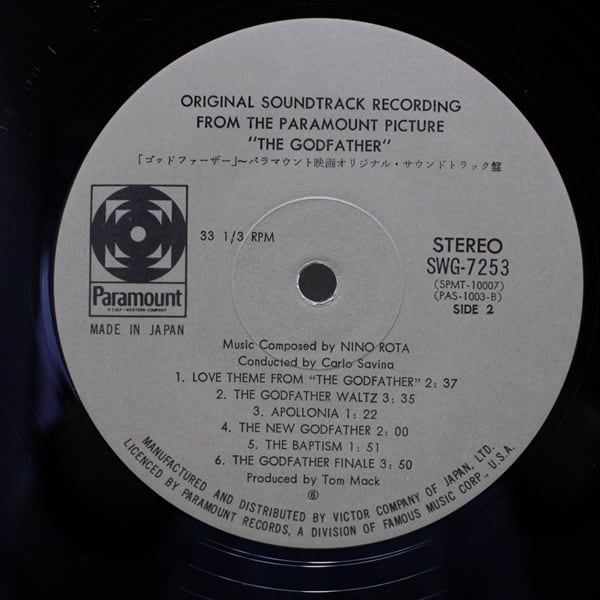 ORIGINAL SOUNDTRACK RECORDING
FROM THE PARAMOUNT PICTURE
"THE GODFATHER"
「ゴッドファーザー」〜パラマウント映画オリジナル・サウンドトラック盤
33 1/3 RPM
STEREO
SWG-7253
(SPMT-10007)
(PAS-1003-B)
SIDE 2
Paramount
A G+W-WESTERN COMPANY
MADE IN JAPAN
Music Composed by NINO ROTA
Conducted by Carlo Savina
1. LOVE THEME FROM "THE GODFATHER" 2: 37
2. THE GODFATHER WALTZ 3: 35
3. APOLLONIA 1: 22
4. THE NEW GODFATHER 2: 00
5. THE BAPTISM 1: 51
6. THE GODFATHER FINALE 3: 50
Produced by Tom Mack
⑥
MANUFACTURED AND DISTRIBUTED BY VICTOR COMPANY OF JAPAN, LTD.
LICENCED BY PARAMOUNT RECORDS, A DIVISION OF FAMOUS MUSIC CORP., U.S.A.